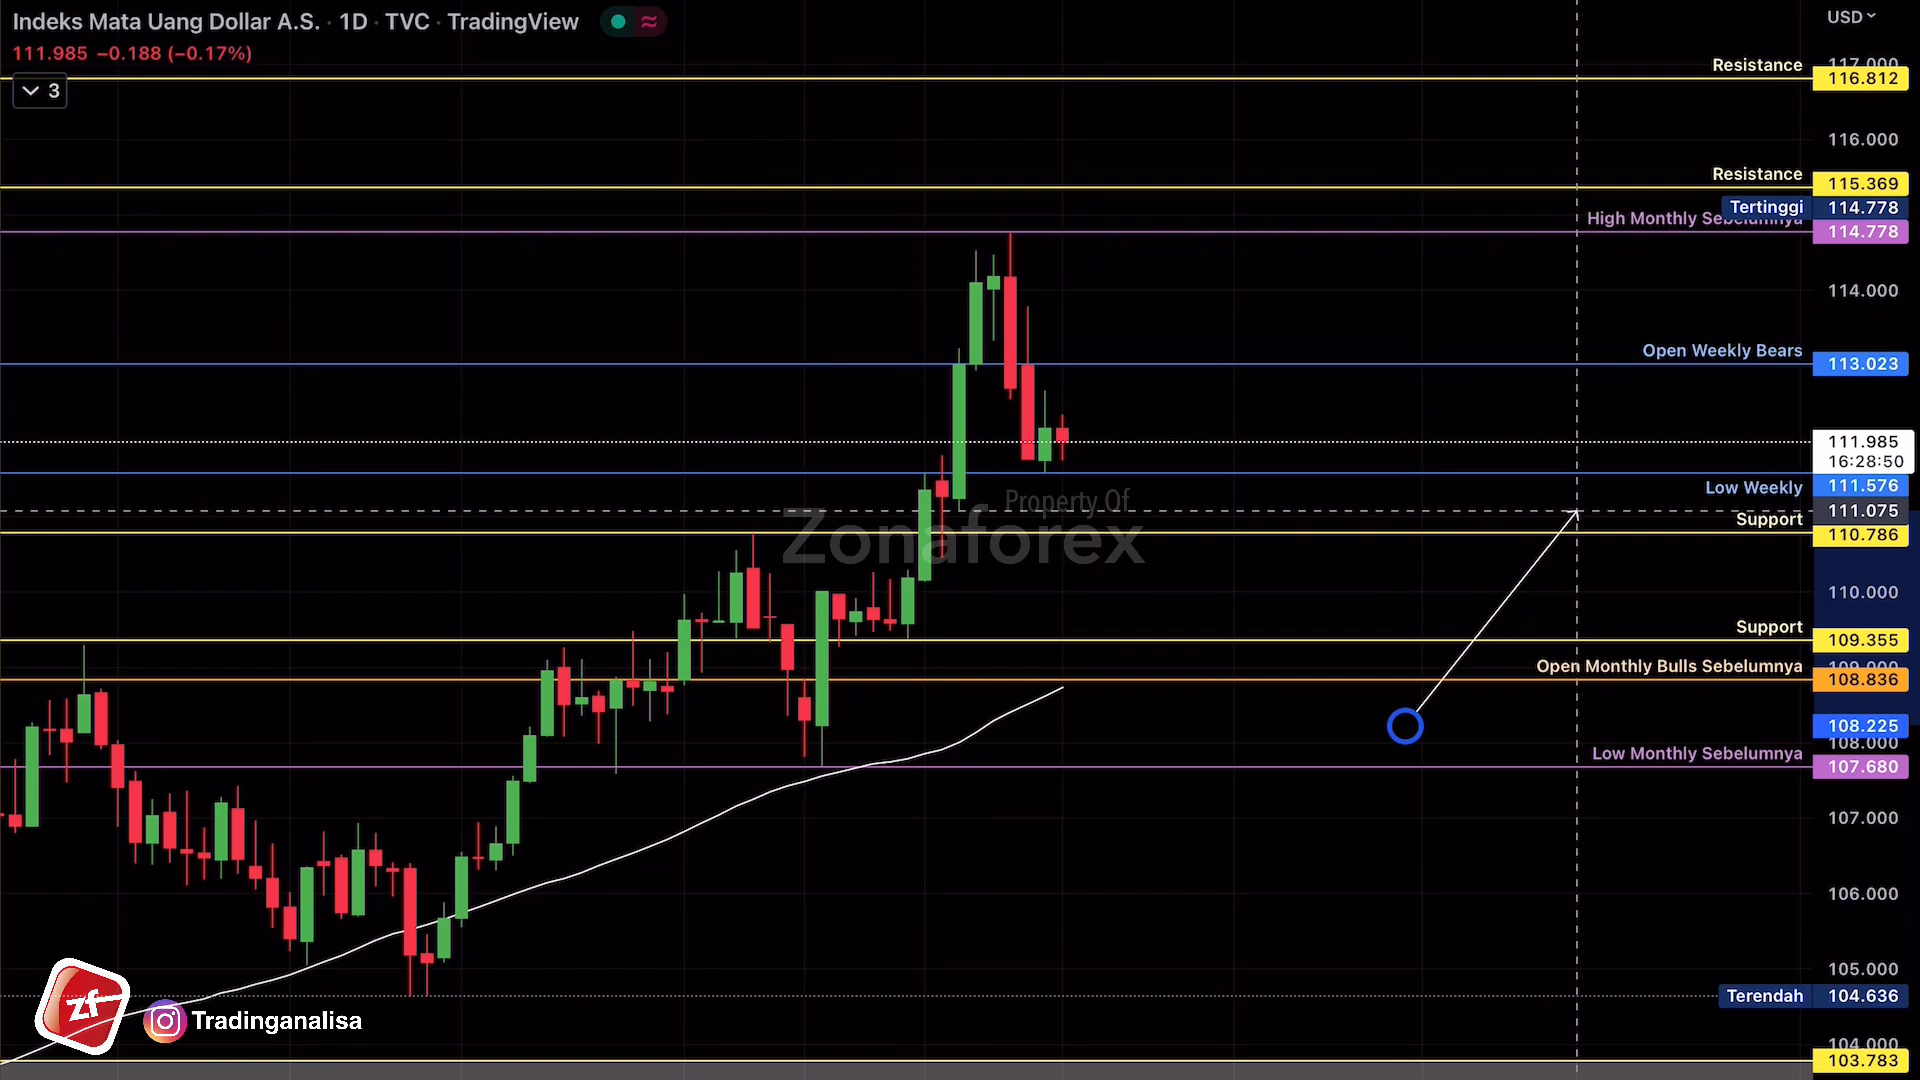 Indeks Mata Uang Dollar A.S. · 1D · TVC · TradingView
111.985 −0.188 (−0.17%)
3
USD
117.000
Resistance 116.812
116.000
Resistance 115.369
Tertinggi 114.778
High Monthly Sebelumnya 114.778
114.000
Open Weekly Bears 113.023
111.985
16:28:50
Low Weekly 111.576
111.075
Support 110.786
Property Of
Zonaforex
110.000
Support 109.355
109.000
Open Monthly Bulls Sebelumnya 108.836
108.225
108.000
Low Monthly Sebelumnya 107.680
107.000
106.000
105.000
Terendah 104.636
104.000
103.783
zf
Tradinganalisa